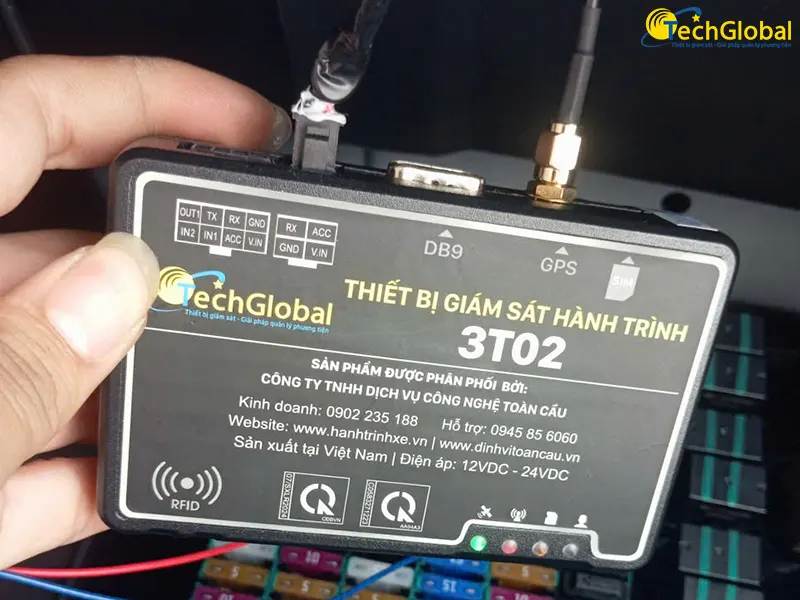 TechGlobal
Thiết bị giám sát - Giải pháp quản lý phương tiện
OUT1 TX RX GND
IN2 IN1 ACC V.IN
RX ACC
GND V.IN
DB9
GPS
SIM
TechGlobal
Thiết bị giám sát - Giải pháp quản lý phương tiện
THIẾT BỊ GIÁM SÁT HÀNH TRÌNH
3T02
SẢN PHẨM ĐƯỢC PHÂN PHỐI BỞI:
CÔNG TY TNHH DỊCH VỤ CÔNG NGHỆ TOÀN CẦU
Kinh doanh: 0902 235 188 Hỗ trợ: 0945 85 6060
Website: www.hanhtrinhxe.vn | www.dinhvitoancau.vn
Sản xuất tại Việt Nam | Điện áp: 12VDC - 24VDC
RFID
CĐBVN
15